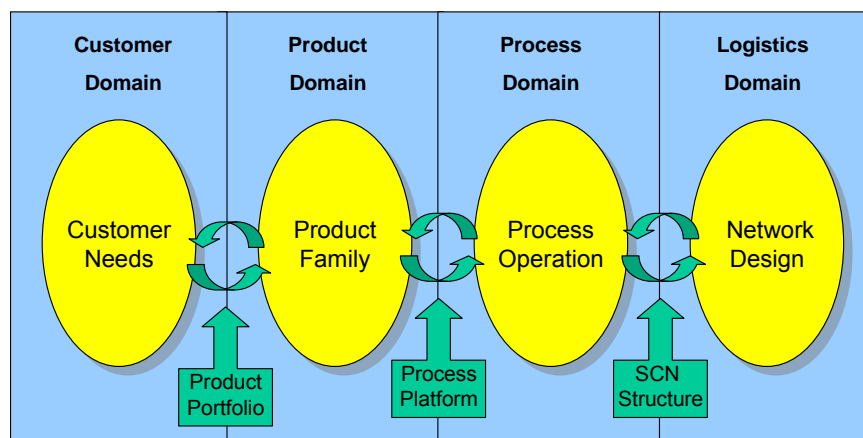 Customer
Domain
Product
Domain
Process
Domain
Logistics
Domain
Customer
Needs
Product
Family
Process
Operation
Network
Design
Product
Portfolio
Process
Platform
SCN
Structure